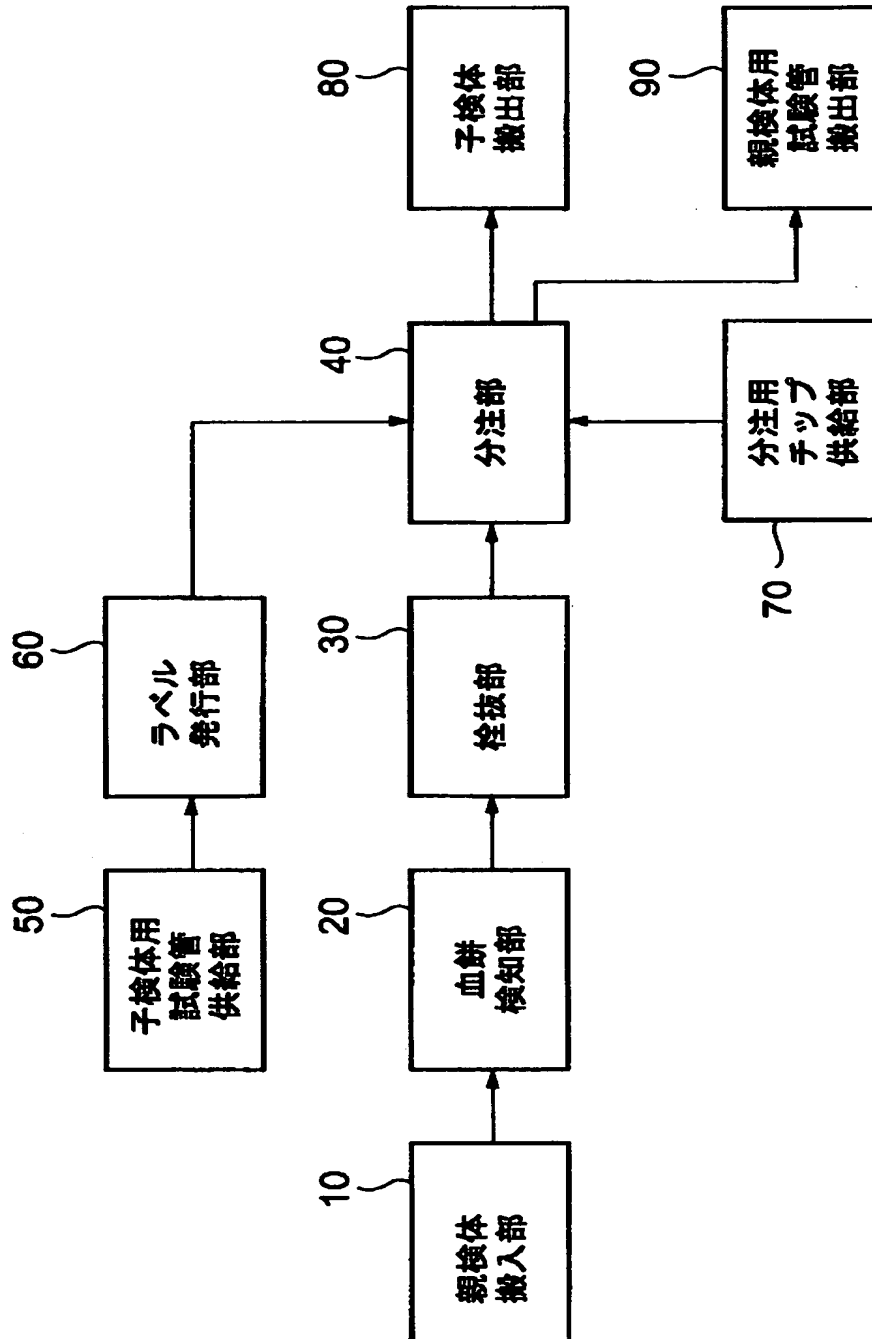 50
子検体用
試験管
供給部
60
ラベル
発行部
10
親検体
搬入部
20
血餅
検知部
30
栓抜部
40
分注部
80
子検体
搬出部
70
分注用
チップ
供給部
90
親検体用
試験管
搬出部